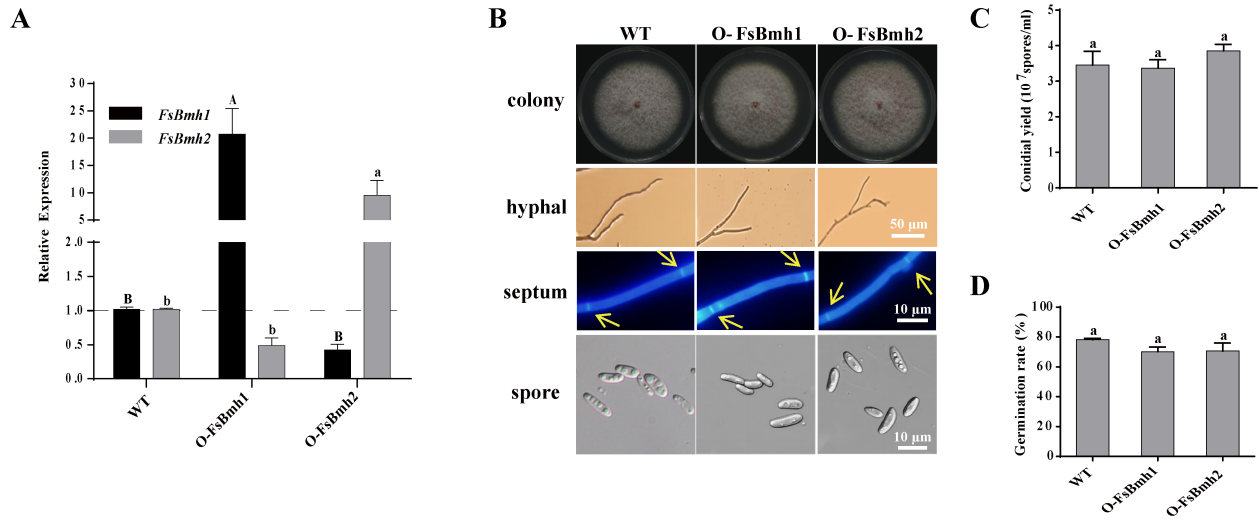 A
Relative Expression
30
25
20
15
10
5
2.0
1.5
1.0
0.5
0.0
FsBmh1
FsBmh2
B
b
A
b
B
a
WT
O-FsBmh1
O-FsBmh2
B
WT
O- FsBmh1
O- FsBmh2
colony
hyphal
50 μm
septum
10 μm
spore
10 μm
C
Conidial yield (10 7spores/ml)
5
4
3
2
1
0
a
a
a
WT
O-FsBmh1
O-FsBmh2
D
Germination rate (%)
100
80
60
40
20
0
a
a
a
WT
O-FsBmh1
O-FsBmh2